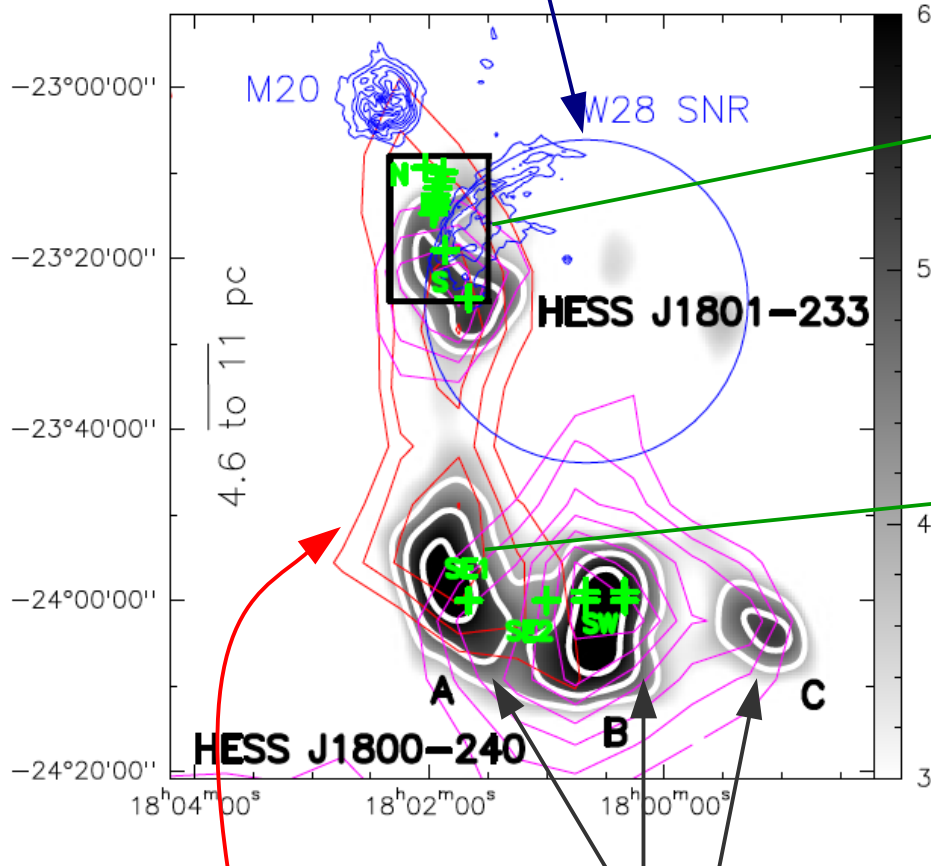 6
−23°00'00''
M20
W28 SNR
N
−23°20'00''
5
S
HESS J1801−233
4.6 to 11 pc
−23°40'00''
4
SE1
−24°00'00''
SE2
SW
A
C
B
HESS J1800−240
−24°20'00''
3
18ʰ04ᵐ00ˢ
18ʰ02ᵐ00ˢ
18ʰ00ᵐ00ˢ